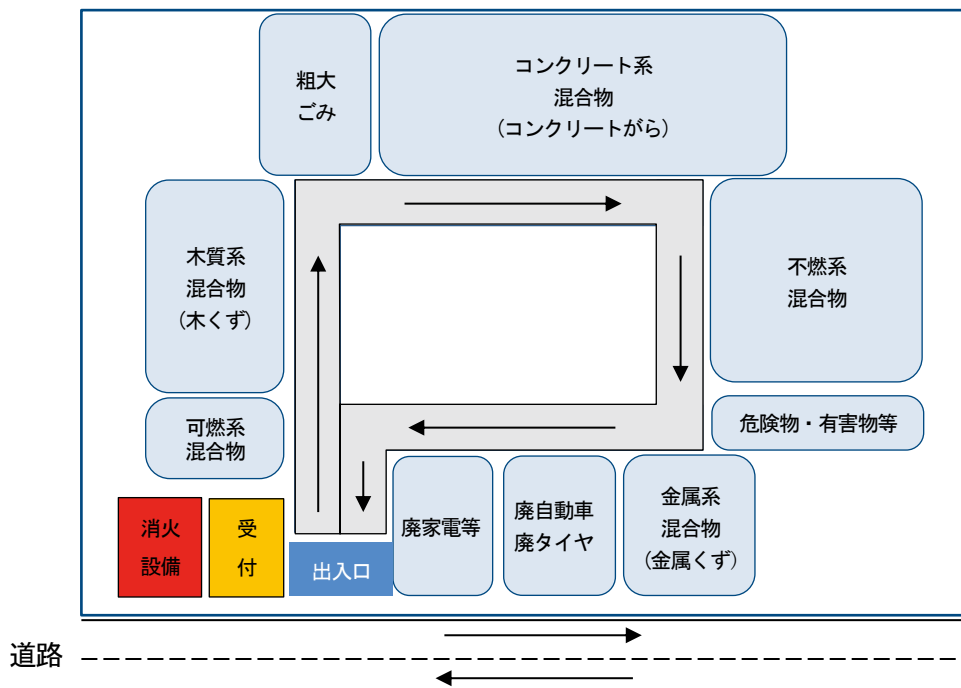 粗大
ごみ
コンクリート系
混合物
(コンクリートがら)
木質系
混合物
(木くず)
不燃系
混合物
可燃系
混合物
危険物・有害物等
消火
設備
受
付
出入口
廃家電等
廃自動車
廃タイヤ
金属系
混合物
(金属くず)
道路